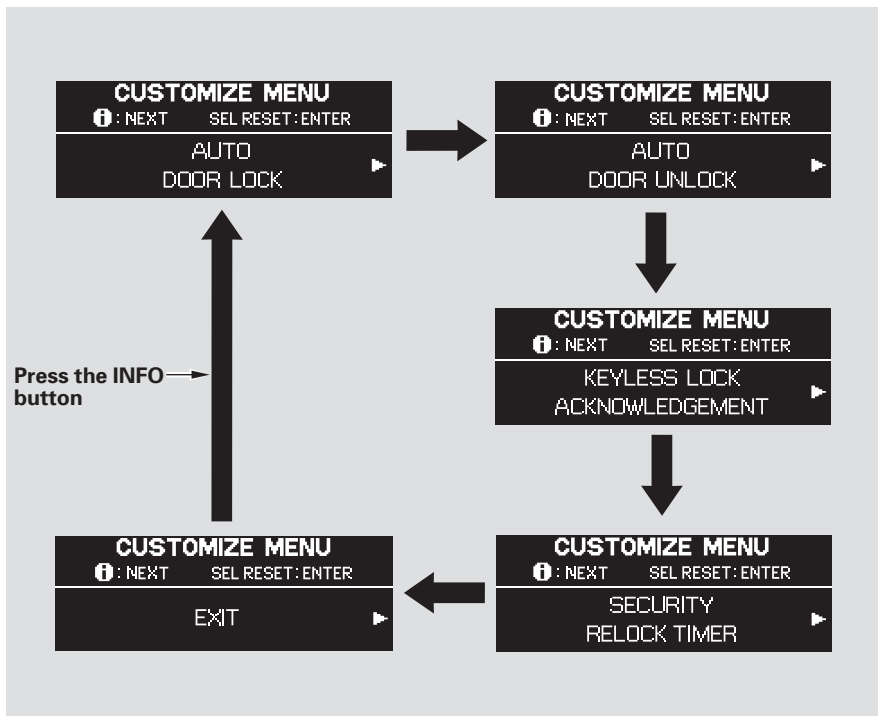 CUSTOMIZE MENU
i : NEXT SEL RESET : ENTER
AUTO
DOOR LOCK
CUSTOMIZE MENU
i : NEXT SEL RESET : ENTER
AUTO
DOOR UNLOCK
CUSTOMIZE MENU
i : NEXT SEL RESET : ENTER
KEYLESS LOCK
ACKNOWLEDGEMENT
Press the INFO
button
CUSTOMIZE MENU
i : NEXT SEL RESET : ENTER
EXIT
CUSTOMIZE MENU
i : NEXT SEL RESET : ENTER
SECURITY
RELOCK TIMER